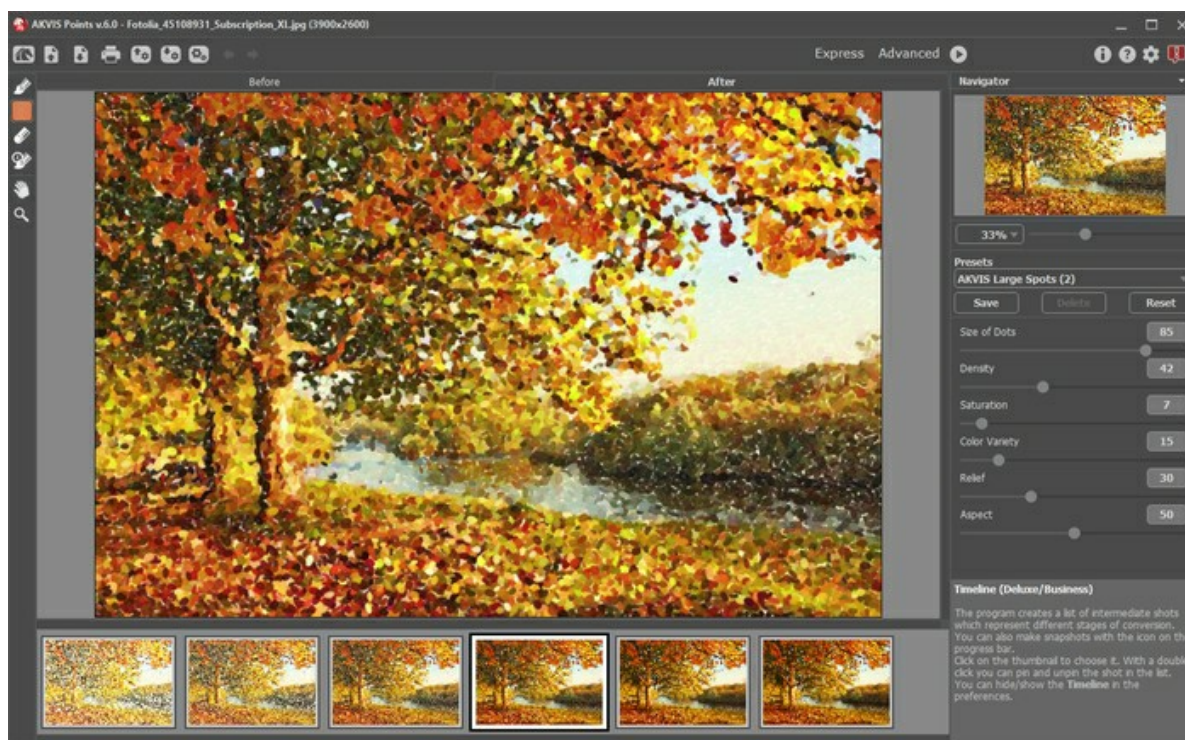 AKVIS Points v.6.0 - Fotolia_45108931_Subscription_XL.jpg (3900x2600)
Express Advanced
Before After
Navigator
33%
Presets
AKVIS Large Spots (2)
Save Delete Reset
Size of Dots 85
Density 42
Saturation 7
Color Variety 15
Relief 30
Aspect 50
Timeline (Deluxe/Business)
The program creates a list of intermediate shots
which represent different stages of conversion.
You can also make snapshots with the icon on th
progress bar.
Click on the thumbnail to choose it. With a double
click you can pin and unpin the shot in the list.
You can hide/show the Timeline in the
preferences.